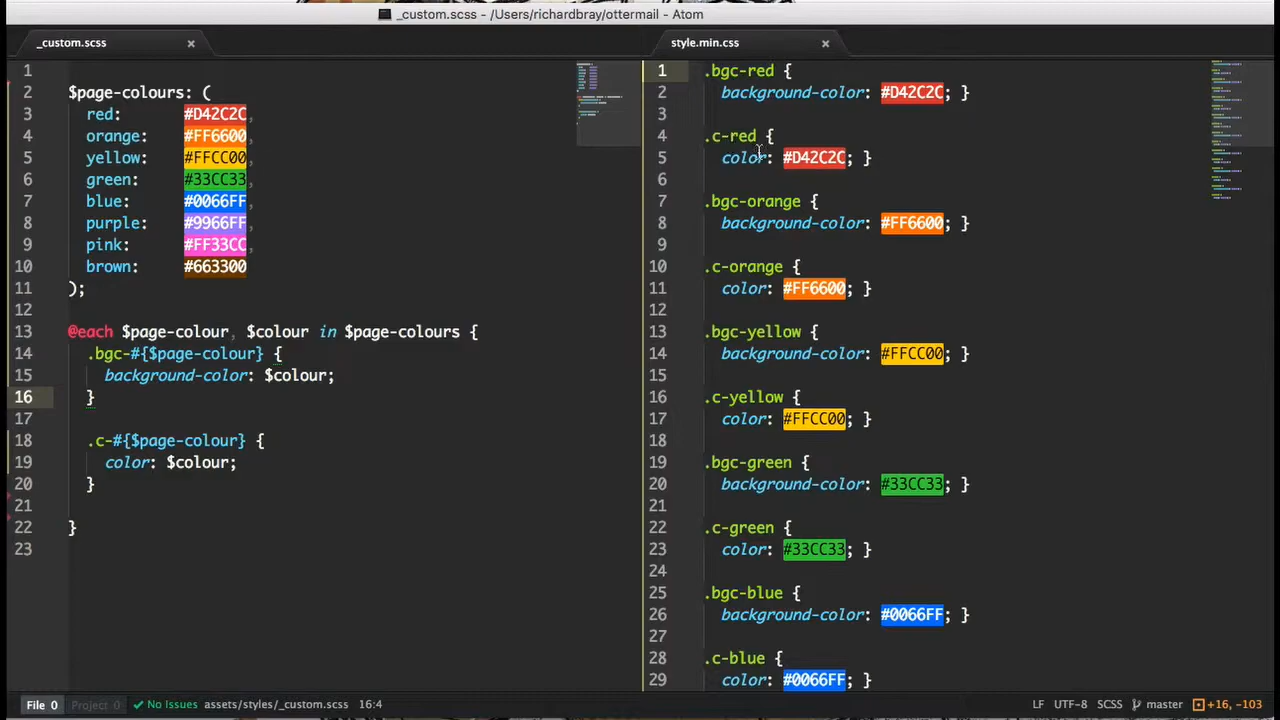 _custom.scss - /Users/richardbray/ottermail - Atom
_custom.scss ×
1
2 $page-colours: (
3 red: #D42C2C,
4 orange: #FF6600,
5 yellow: #FFCC00,
6 green: #33CC33,
7 blue: #0066FF,
8 purple: #9966FF,
9 pink: #FF33CC,
10 brown: #663300
11 );
12
13 @each $page-colour, $colour in $page-colours {
14 .bgc-#{$page-colour} {
15 background-color: $colour;
16 }
17
18 .c-#{$page-colour} {
19 color: $colour;
20 }
21
22 }
23
style.min.css ×
1 .bgc-red {
2 background-color: #D42C2C; }
3
4 .c-red {
5 color: #D42C2C; }
6
7 .bgc-orange {
8 background-color: #FF6600; }
9
10 .c-orange {
11 color: #FF6600; }
12
13 .bgc-yellow {
14 background-color: #FFCC00; }
15
16 .c-yellow {
17 color: #FFCC00; }
18
19 .bgc-green {
20 background-color: #33CC33; }
21
22 .c-green {
23 color: #33CC33; }
24
25 .bgc-blue {
26 background-color: #0066FF; }
27
28 .c-blue {
29 color: #0066FF; }
File 0 Project 0 No Issues assets/styles/_custom.scss 16:4 LF UTF-8 SCSS master +16, -103